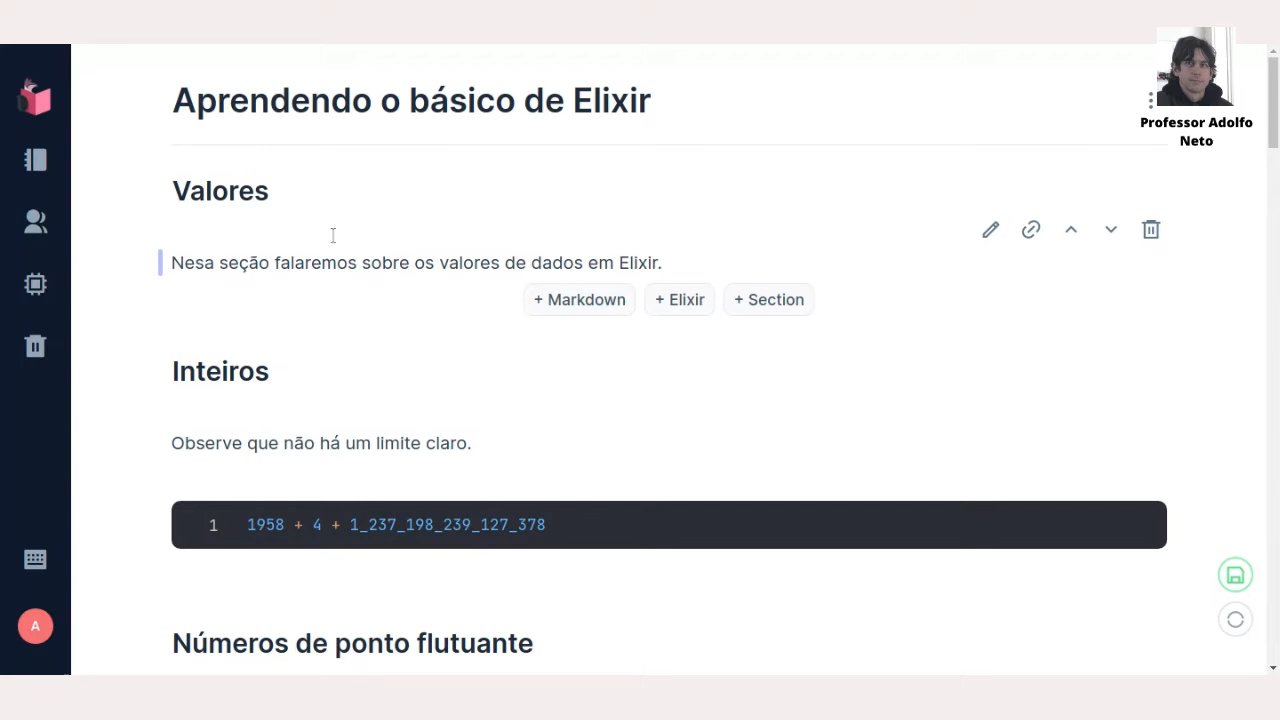 Aprendendo o básico de Elixir
Professor Adolfo
Neto
Valores
Nesa seção falaremos sobre os valores de dados em Elixir.
+ Markdown
+ Elixir
+ Section
Inteiros
Observe que não há um limite claro.
1 1958 + 4 + 1_237_198_239_127_378
A
Números de ponto flutuante